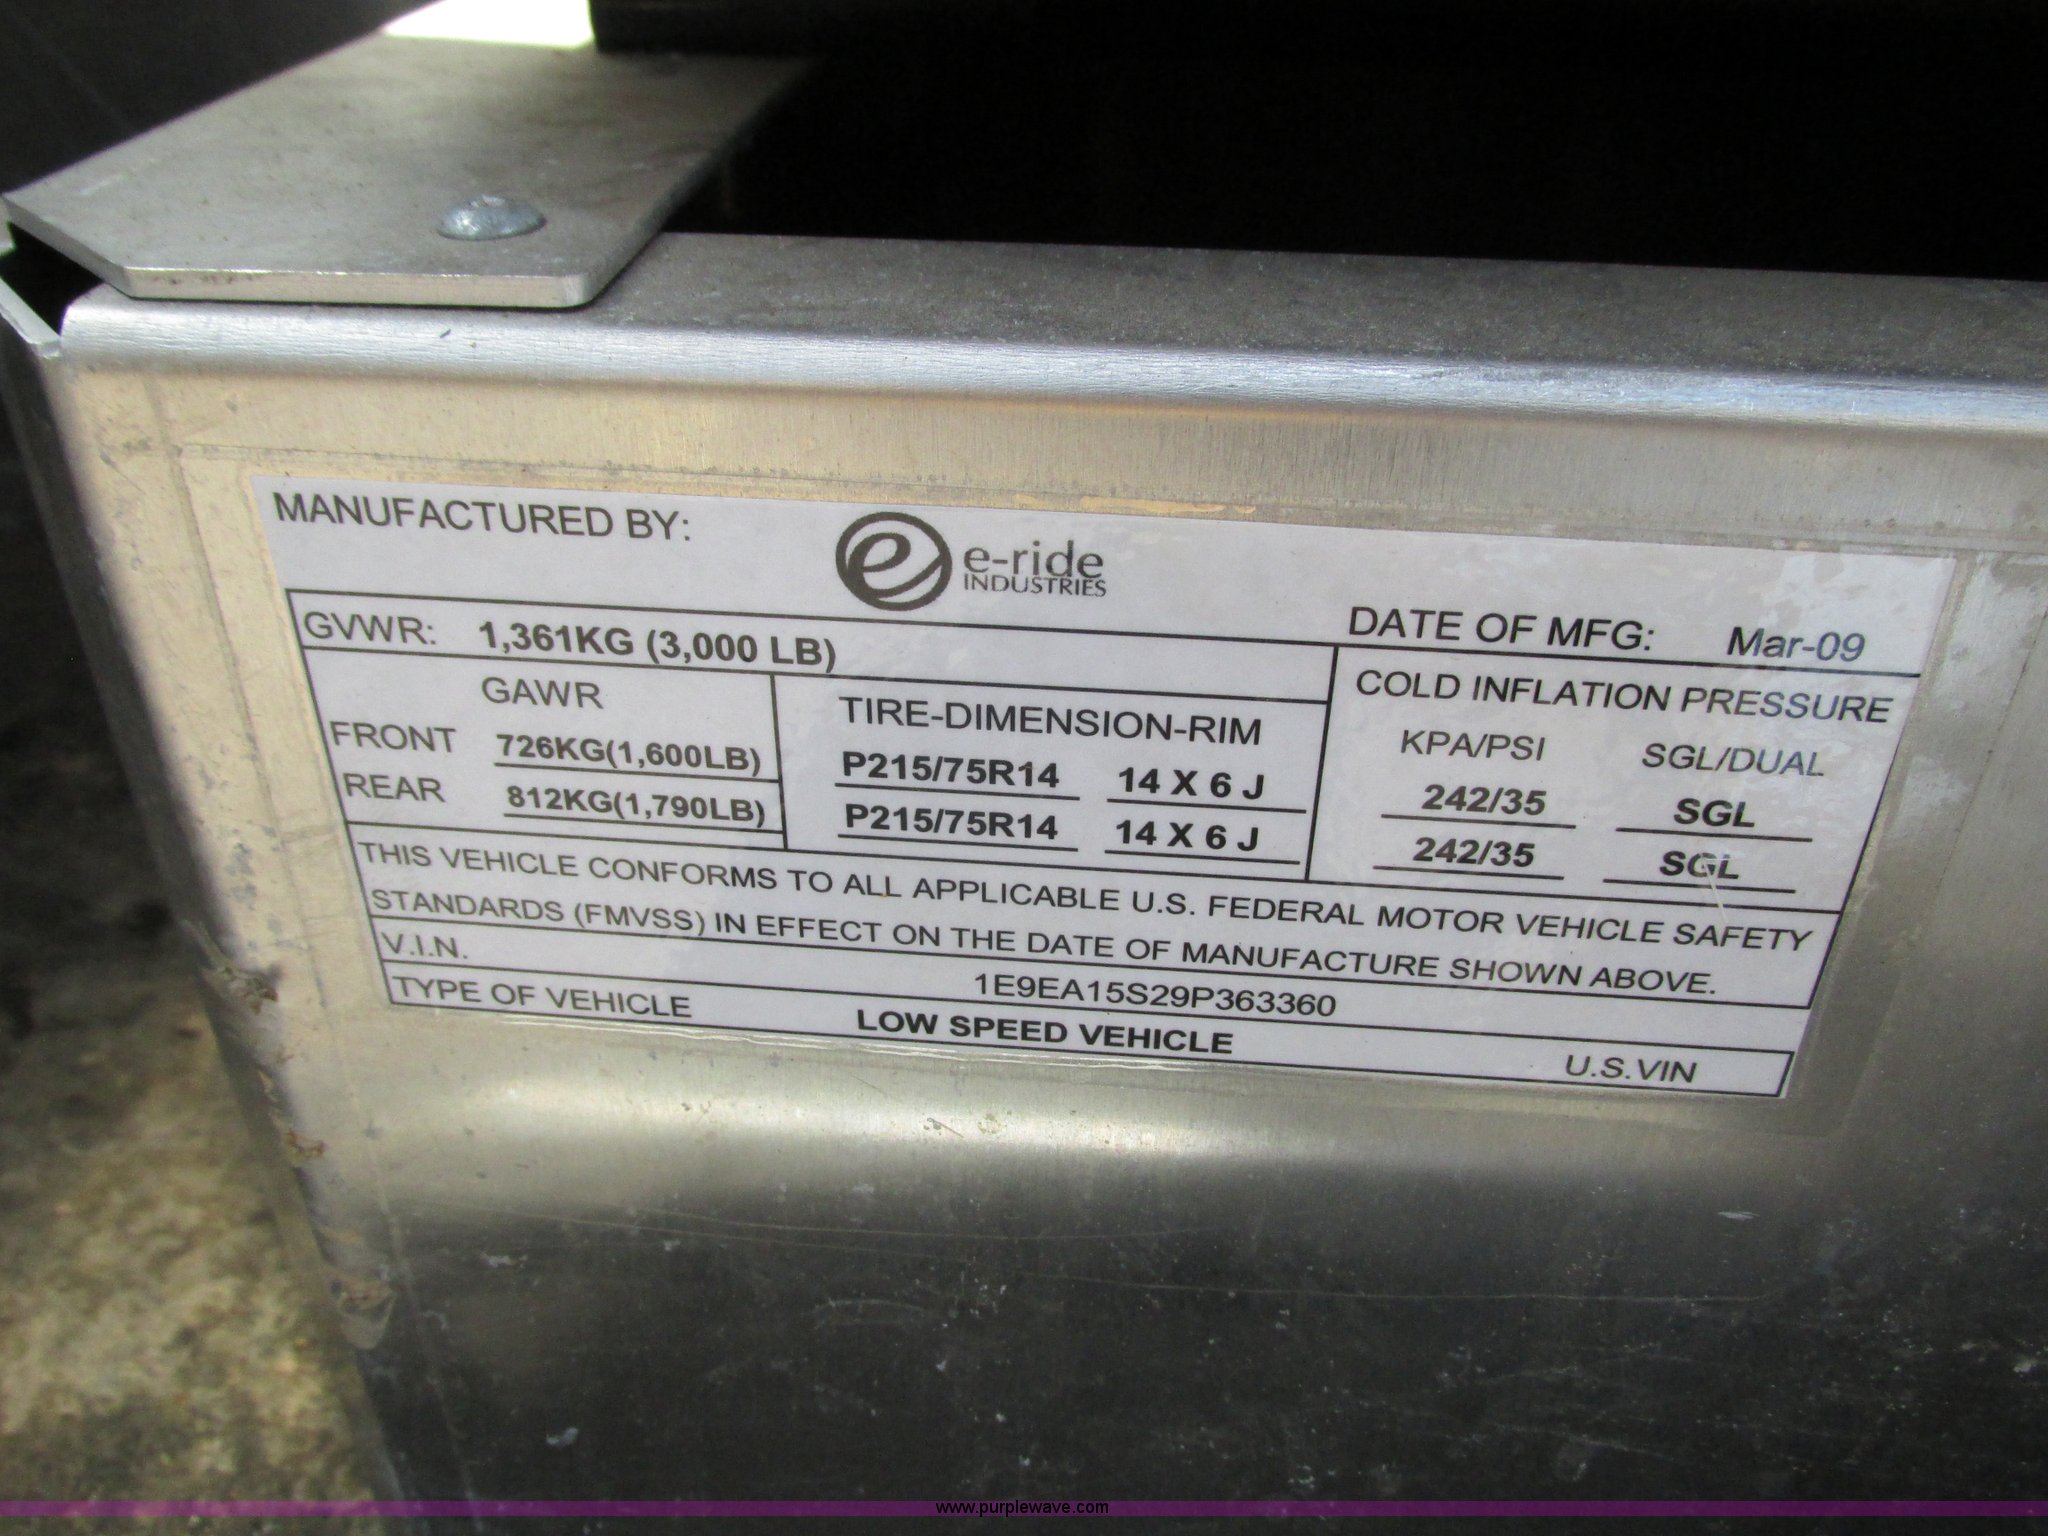 MANUFACTURED BY:
e
e-ride
INDUSTRIES
DATE OF MFG: Mar-09
GVWR: 1,361KG (3,000 LB)
GAWR
FRONT 726KG(1,600LB)
REAR 812KG(1,790LB)
TIRE-DIMENSION-RIM
P215/75R14 14 X 6 J
P215/75R14 14 X 6 J
COLD INFLATION PRESSURE
KPA/PSI SGL/DUAL
242/35 SGL
242/35 SGL
THIS VEHICLE CONFORMS TO ALL APPLICABLE U.S. FEDERAL MOTOR VEHICLE SAFETY
STANDARDS (FMVSS) IN EFFECT ON THE DATE OF MANUFACTURE SHOWN ABOVE.
V.I.N. 1E9EA15S29P363360
TYPE OF VEHICLE LOW SPEED VEHICLE U.S.VIN
www.purplewave.com